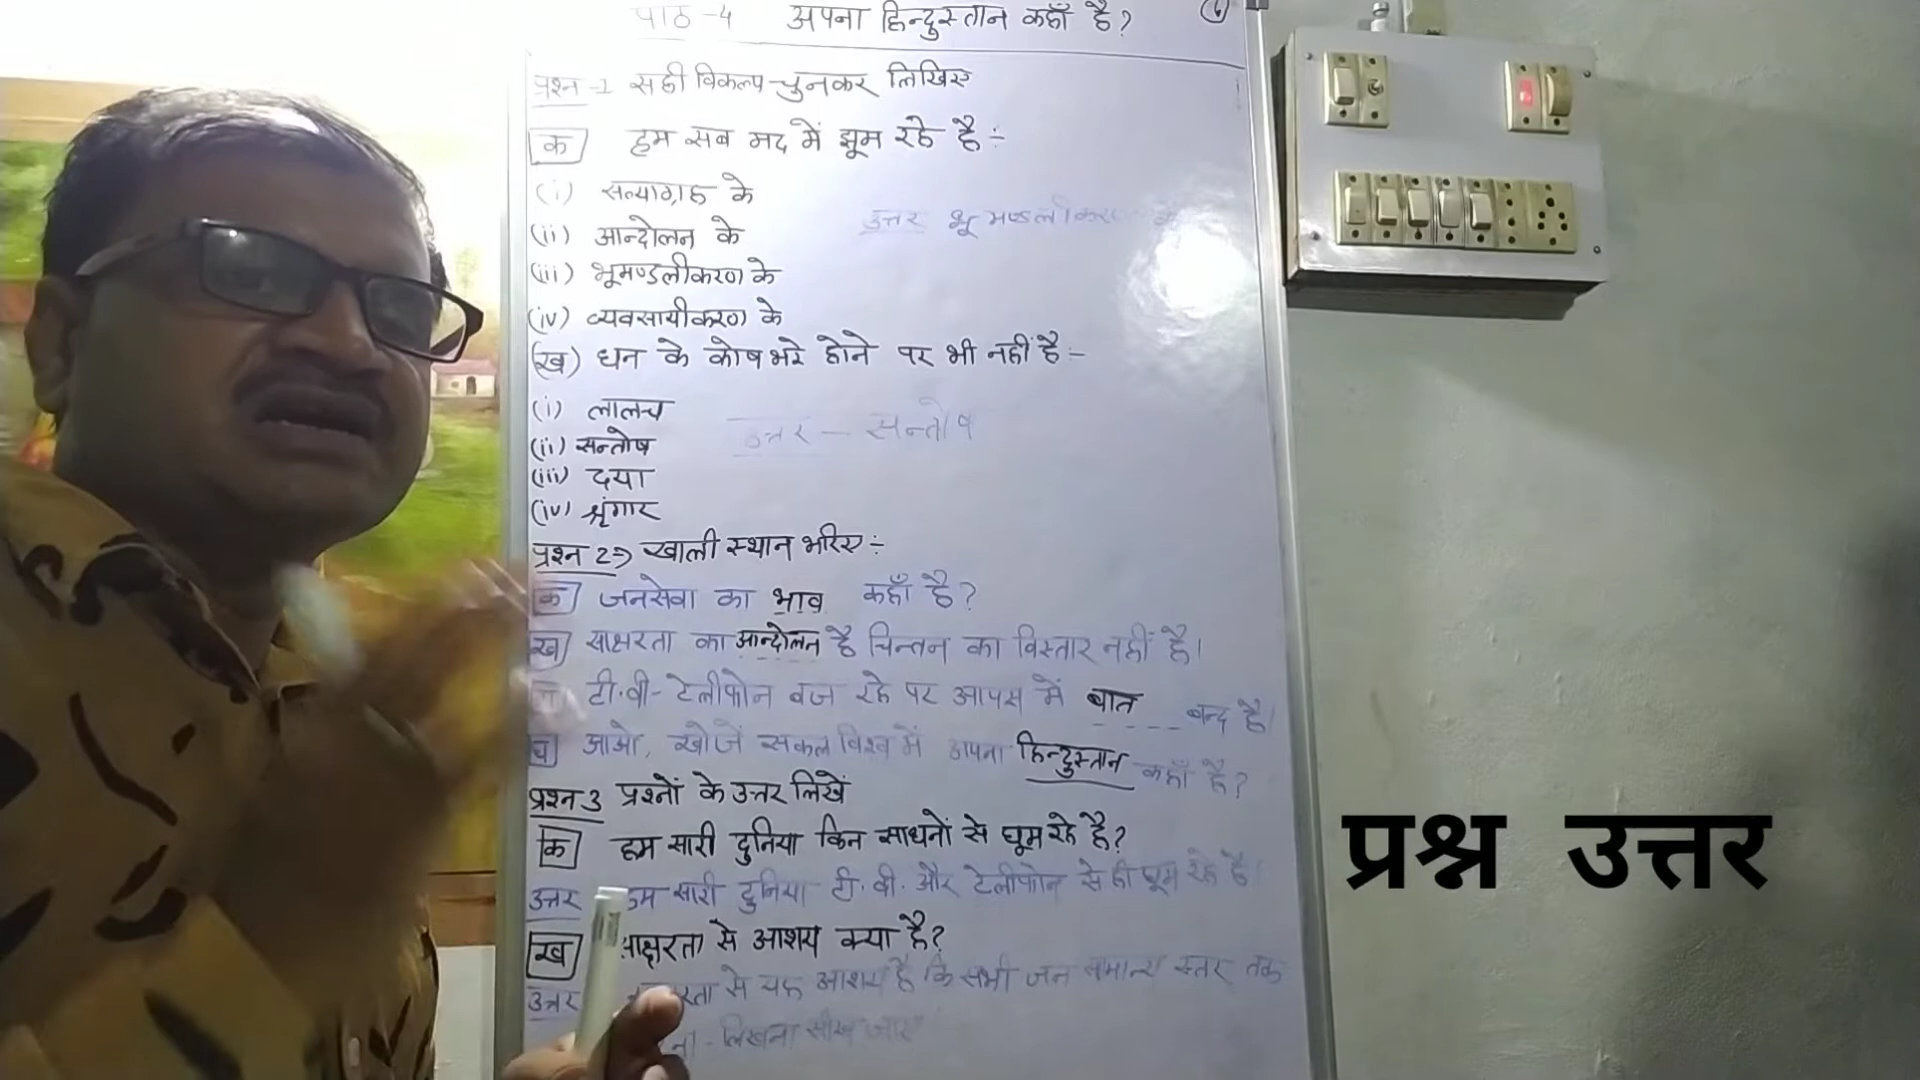 पाठ-4 अपना हिन्दुस्तान कहाँ है? 6
प्रश्न-1 सही विकल्प चुनकर लिखिए
क हम सब मद में झूम रहे है:-
(i) सत्याग्रह के
उत्तर भूमण्डलीकरण के
(ii) आन्दोलन के
(iii) भूमण्डलीकरण के
(iv) व्यवसायीकरण के
(ख) धन के कोष भरे होने पर भी नहीं है:-
(i) लालच
उत्तर - सन्तोष
(ii) सन्तोष
(iii) दया
(iv) श्रृंगार
प्रश्न 2⇒ खाली स्थान भरिए:-
क जनसेवा का भाव कहाँ है?
ख साक्षरता का आन्दोलन है चिन्तन का विस्तार नहीं है।
टी.वी-टेलीफोन बज रहे पर आपस में बात बन्द है।
घ आओ, खोजें सकल विश्व में अपना हिन्दुस्तान कहाँ है?
प्रश्न 3 प्रश्नों के उत्तर लिखें
क हम सारी दुनिया किन साधनों से घूम रहे है?
उत्तर हम सारी दुनिया टी.वी. और टेलीफोन से ही घूम रहे है।
ख साक्षरता से आशय क्या है?
उत्तर से यह आशय है कि सभी जन सामान्य स्तर तक
लिखना सीख जाए
प्रश्न उत्तर